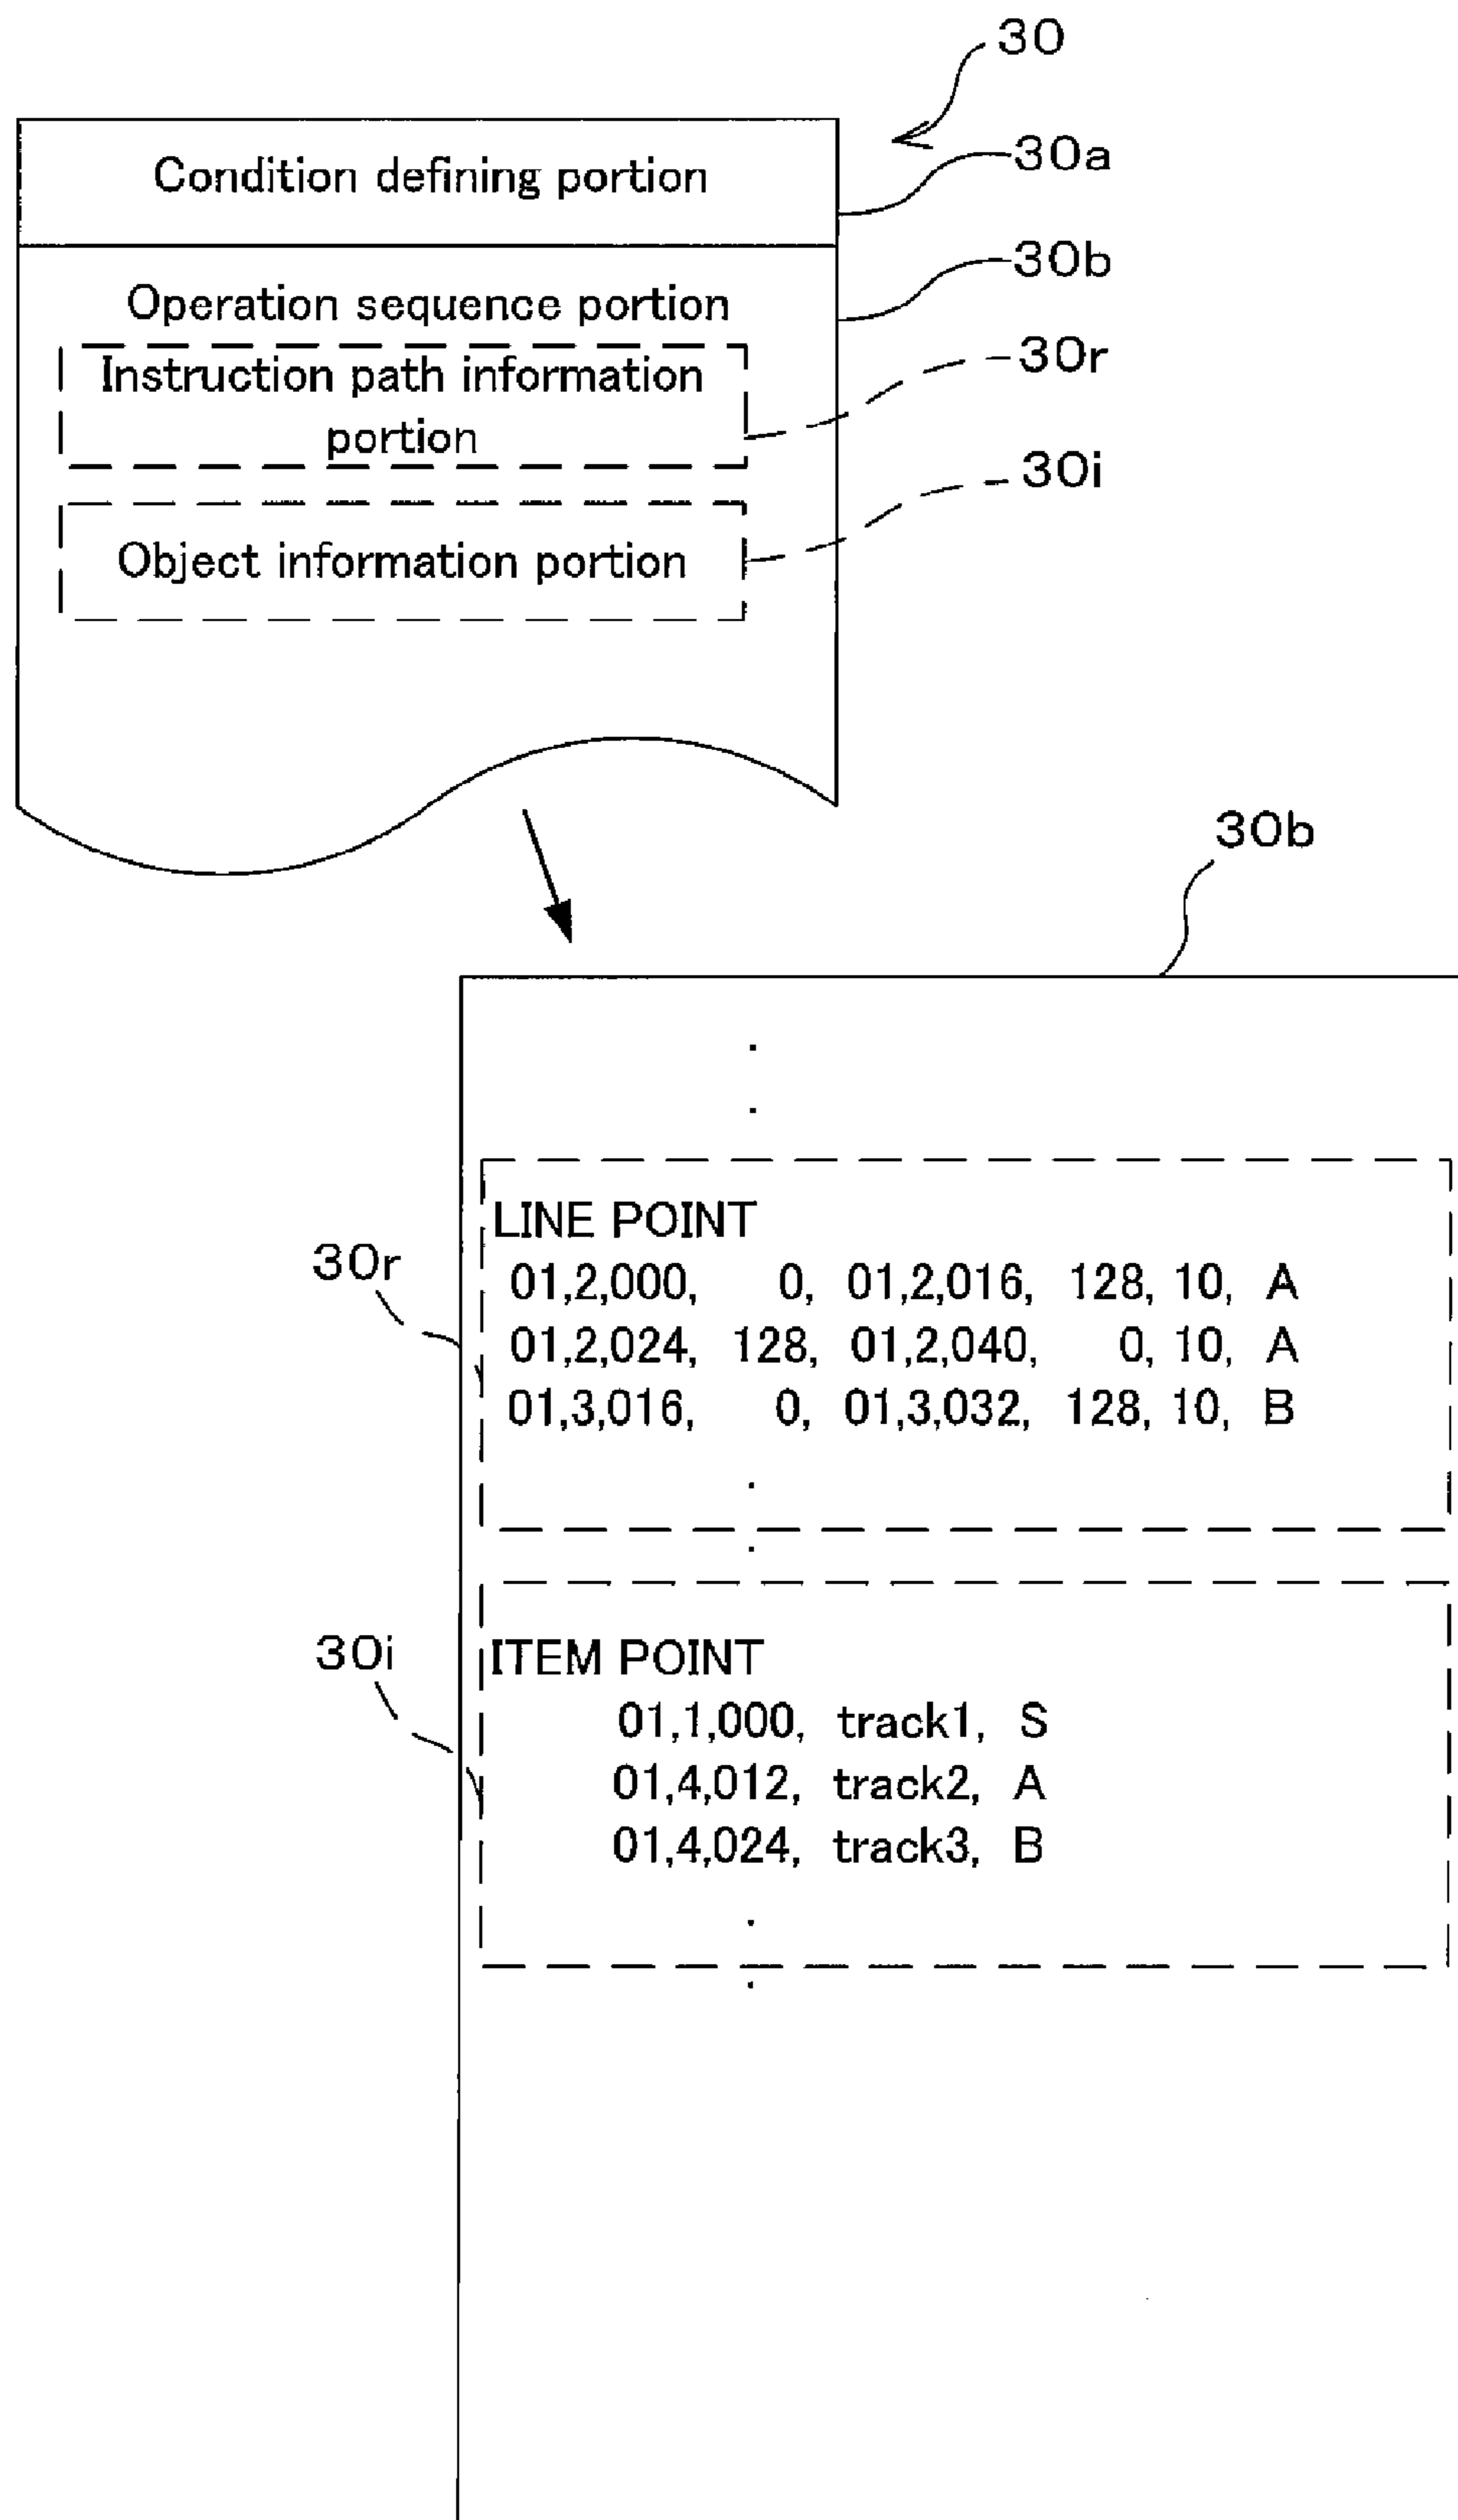 30
30a
Condition defining portion
30b
Operation sequence portion
30r
Instruction path information
portion
30i
Object information portion
30b
LINE POINT
30r
01,2,000, 0, 01,2,016, 128, 10, A
01,2,024, 128, 01,2,040, 0, 10, A
01,3,016, 0, 01,3,032, 128, 10, B
30i
ITEM POINT
01,1,000, track1, S
01,4,012, track2, A
01,4,024, track3, B